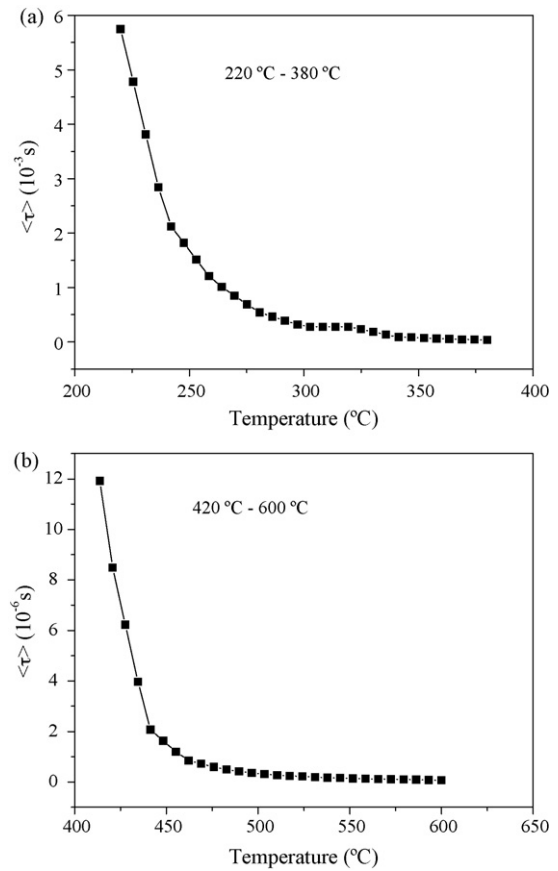 (a)
6
5
4
3
2
1
0
<τ> (10⁻³s)
220 ºC - 380 ºC
200 250 300 350 400
Temperature (ºC)
(b)
12
10
8
6
4
2
0
<τ> (10⁻⁶s)
420 ºC - 600 ºC
400 450 500 550 600 650
Temperature (ºC)